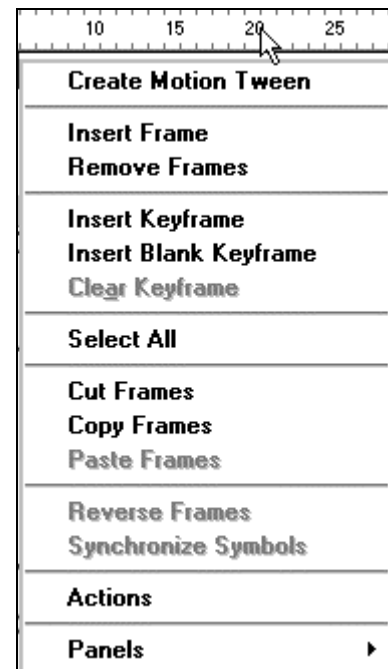 10 15 20 25
Create Motion Tween
Insert Frame
Remove Frames
Insert Keyframe
Insert Blank Keyframe
Clear Keyframe
Select All
Cut Frames
Copy Frames
Paste Frames
Reverse Frames
Synchronize Symbols
Actions
Panels